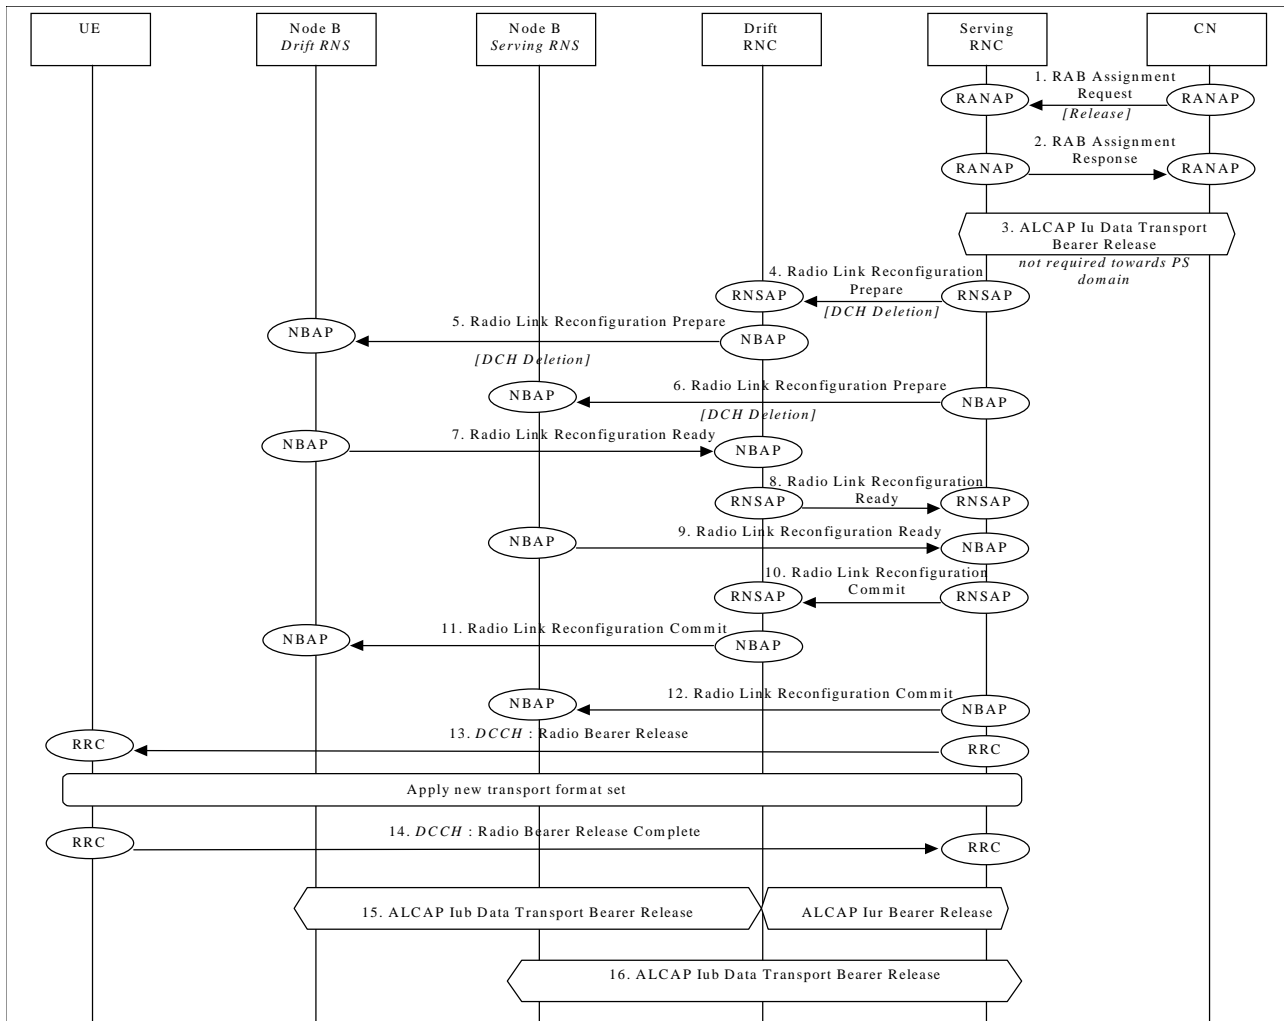 UE
Node B
Drift RNS
Node B
Serving RNS
Drift
RNC
Serving
RNC
CN
1. RAB Assignment
Request
[Release]
RANAP
RANAP
2. RAB Assignment
Response
RANAP
RANAP
3. ALCAP Iu Data Transport
Bearer Release
not required towards PS
domain
4. Radio Link Reconfiguration
Prepare
[DCH Deletion]
RNSAP
RNSAP
5. Radio Link Reconfiguration Prepare
[DCH Deletion]
NBAP
NBAP
6. Radio Link Reconfiguration Prepare
[DCH Deletion]
NBAP
NBAP
7. Radio Link Reconfiguration Ready
NBAP
NBAP
8. Radio Link Reconfiguration
Ready
RNSAP
RNSAP
9. Radio Link Reconfiguration Ready
NBAP
NBAP
10. Radio Link Reconfiguration
Commit
RNSAP
RNSAP
11. Radio Link Reconfiguration Commit
NBAP
NBAP
12. Radio Link Reconfiguration Commit
NBAP
NBAP
13. DCCH : Radio Bearer Release
RRC
RRC
Apply new transport format set
14. DCCH : Radio Bearer Release Complete
RRC
RRC
15. ALCAP Iub Data Transport Bearer Release
ALCAP Iur Bearer Release
16. ALCAP Iub Data Transport Bearer Release